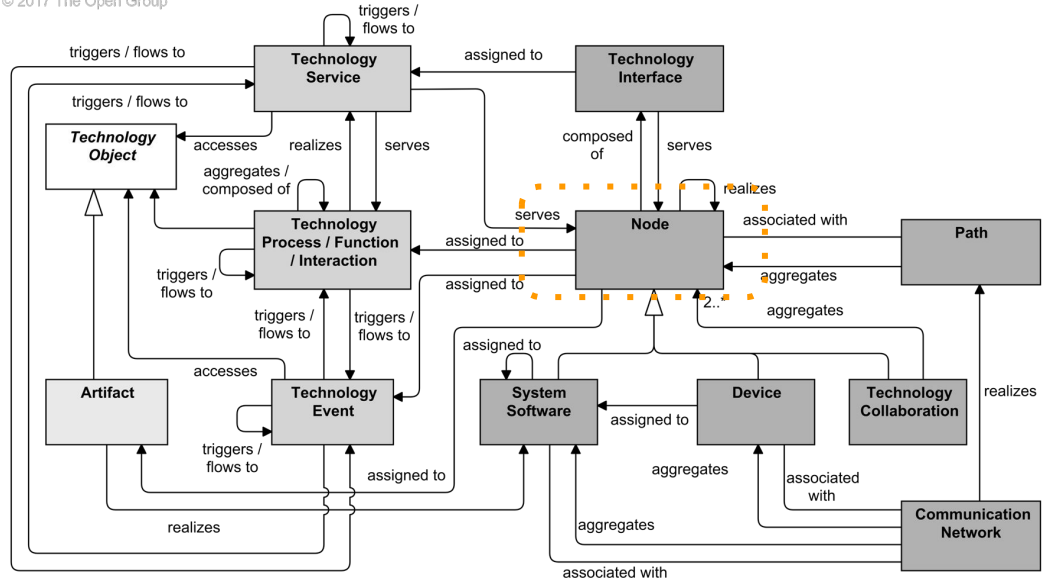 © 2017 The Open Group
triggers /
flows to
triggers / flows to
Technology
Service
assigned to
Technology
Interface
triggers / flows to
Technology
Object
accesses
realizes
serves
composed
of
serves
aggregates /
composed of
realizes
serves
Technology
Process / Function
/ Interaction
Node
associated with
Path
assigned to
triggers /
flows to
assigned to
aggregates
2..*
triggers /
flows to
triggers /
flows to
aggregates
assigned to
accesses
realizes
Artifact
Technology
Event
System
Software
Device
Technology
Collaboration
assigned to
triggers /
flows to
assigned to
aggregates
associated
with
realizes
aggregates
Communication
Network
associated with